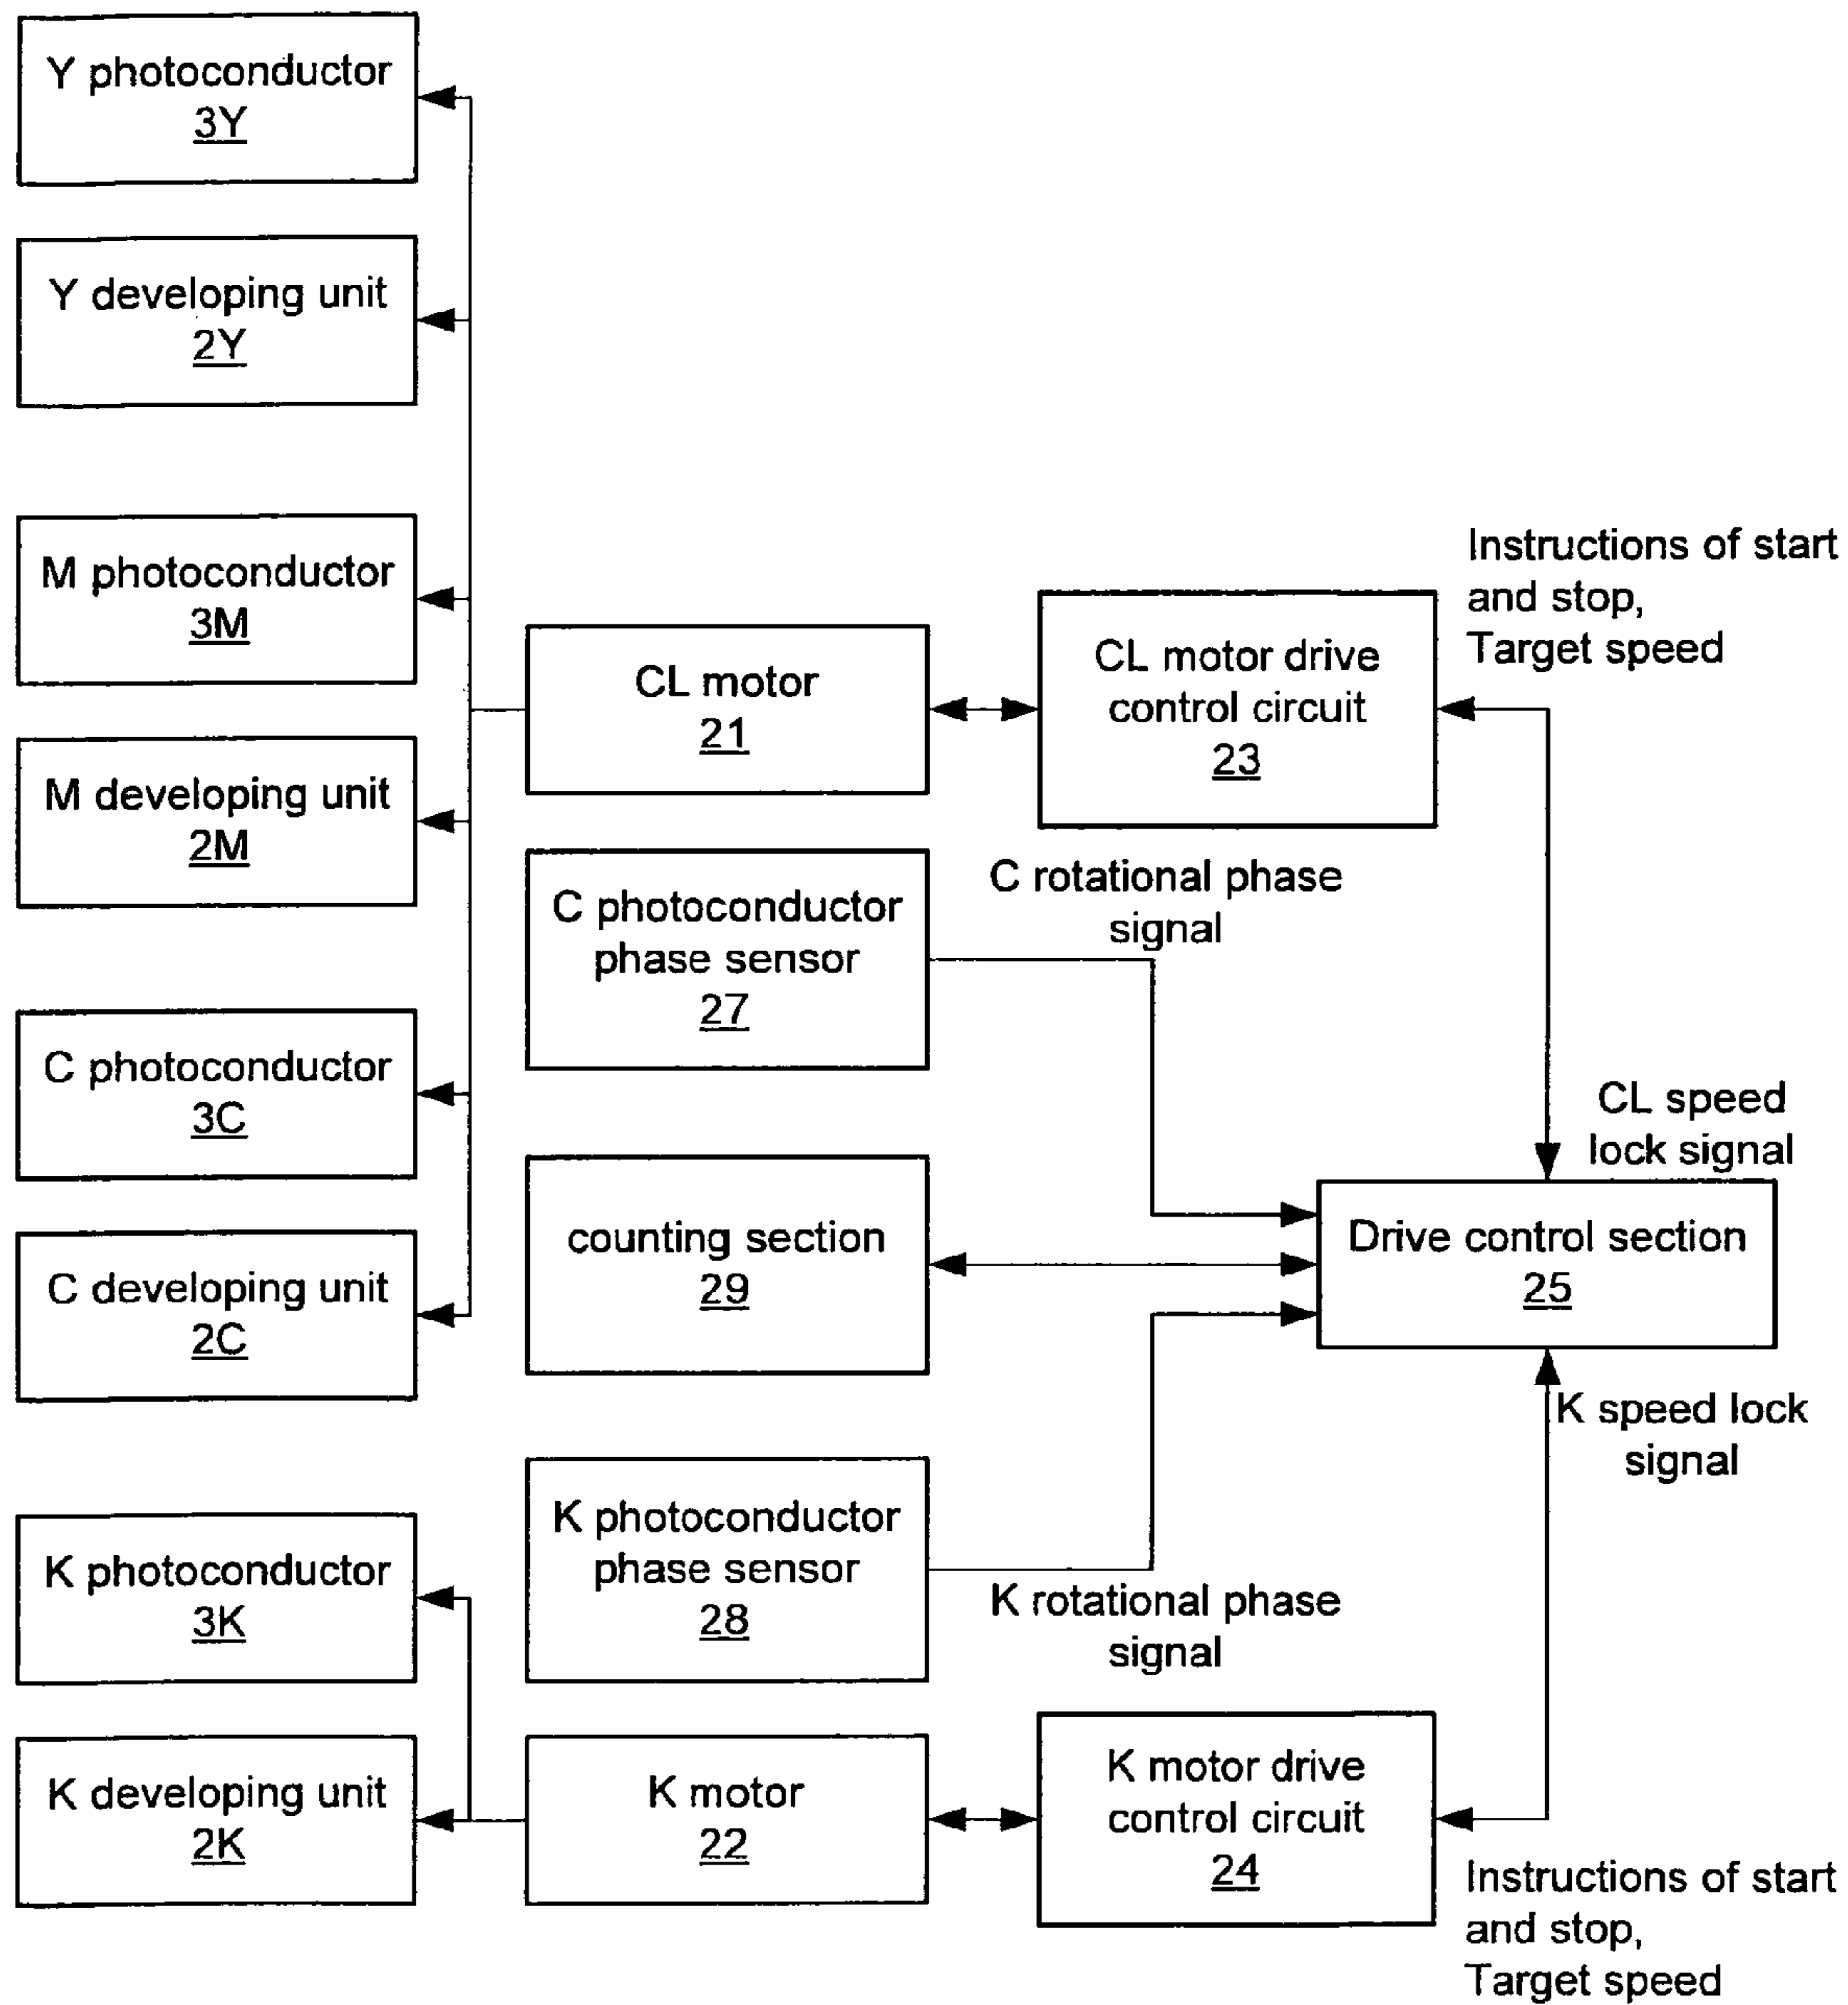 Y photoconductor
3Y
Y developing unit
2Y
M photoconductor
3M
M developing unit
2M
C photoconductor
3C
C developing unit
2C
K photoconductor
3K
K developing unit
2K
CL motor
21
C photoconductor
phase sensor
27
counting section
29
K photoconductor
phase sensor
28
K motor
22
CL motor drive
control circuit
23
C rotational phase
signal
K rotational phase
signal
K motor drive
control circuit
24
Instructions of start
and stop,
Target speed
CL speed
lock signal
Drive control section
25
K speed lock
signal
Instructions of start
and stop,
Target speed